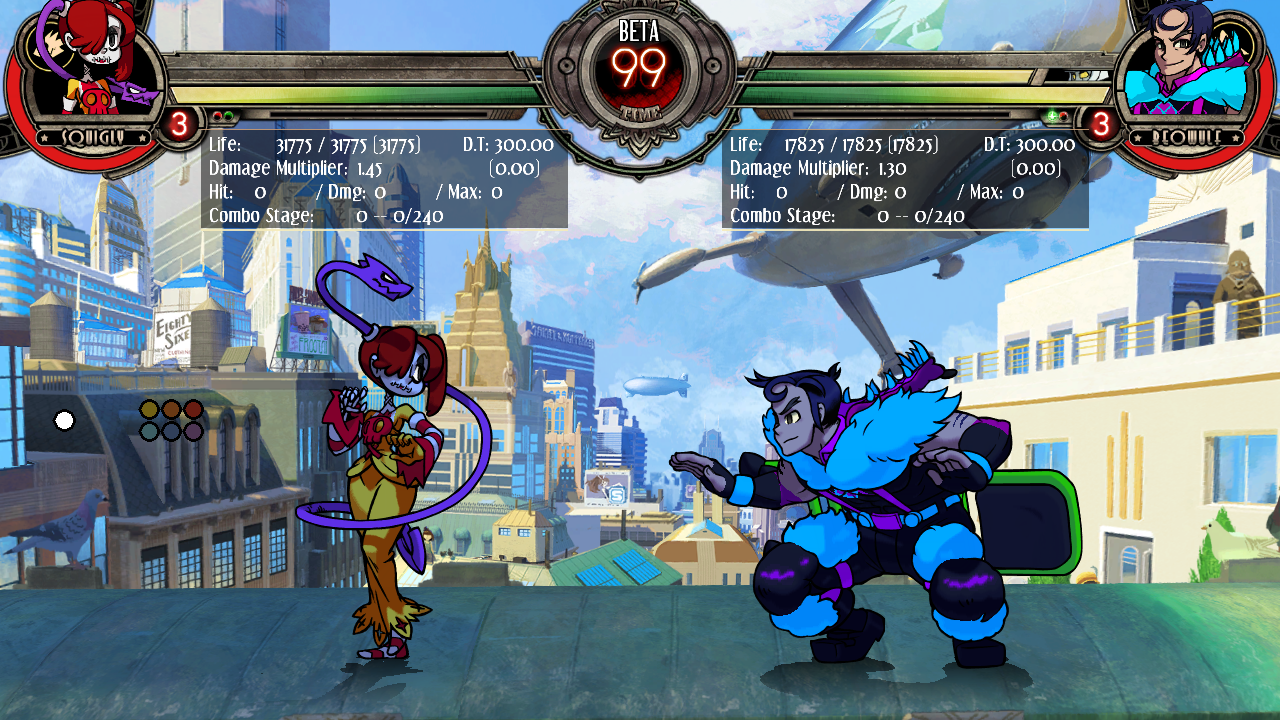 BETA
99
TIME
SQUIGLY
3
3
BEOWULF
Life: 31775 / 31775 (31775) D.T: 300.00
Damage Multiplier: 1.45 (0.00)
Hit: 0 / Dmg: 0 / Max: 0
Combo Stage: 0 -- 0/240
Life: 17825 / 17825 (17825) D.T: 300.00
Damage Multiplier: 1.30 (0.00)
Hit: 0 / Dmg: 0 / Max: 0
Combo Stage: 0 -- 0/240
EIGHTY
SIXE
S